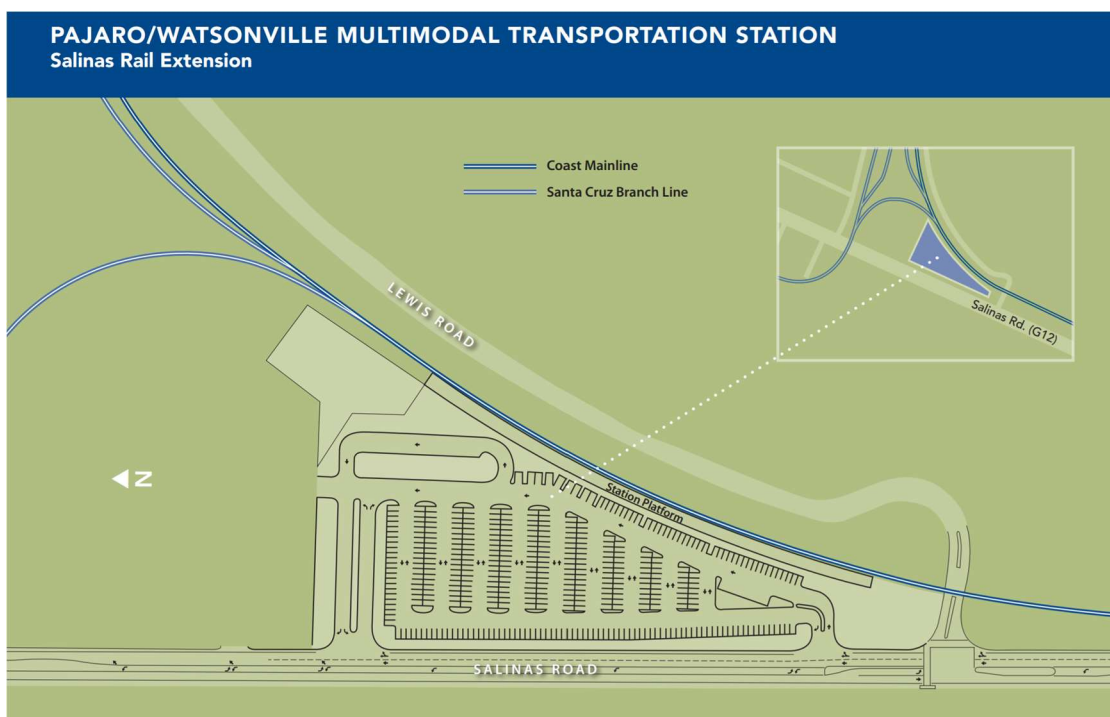 PAJARO/WATSONVILLE MULTIMODAL TRANSPORTATION STATION
Salinas Rail Extension
Coast Mainline
Santa Cruz Branch Line
LEWIS ROAD
Salinas Rd. (G12)
N
Station Platform
SALINAS ROAD